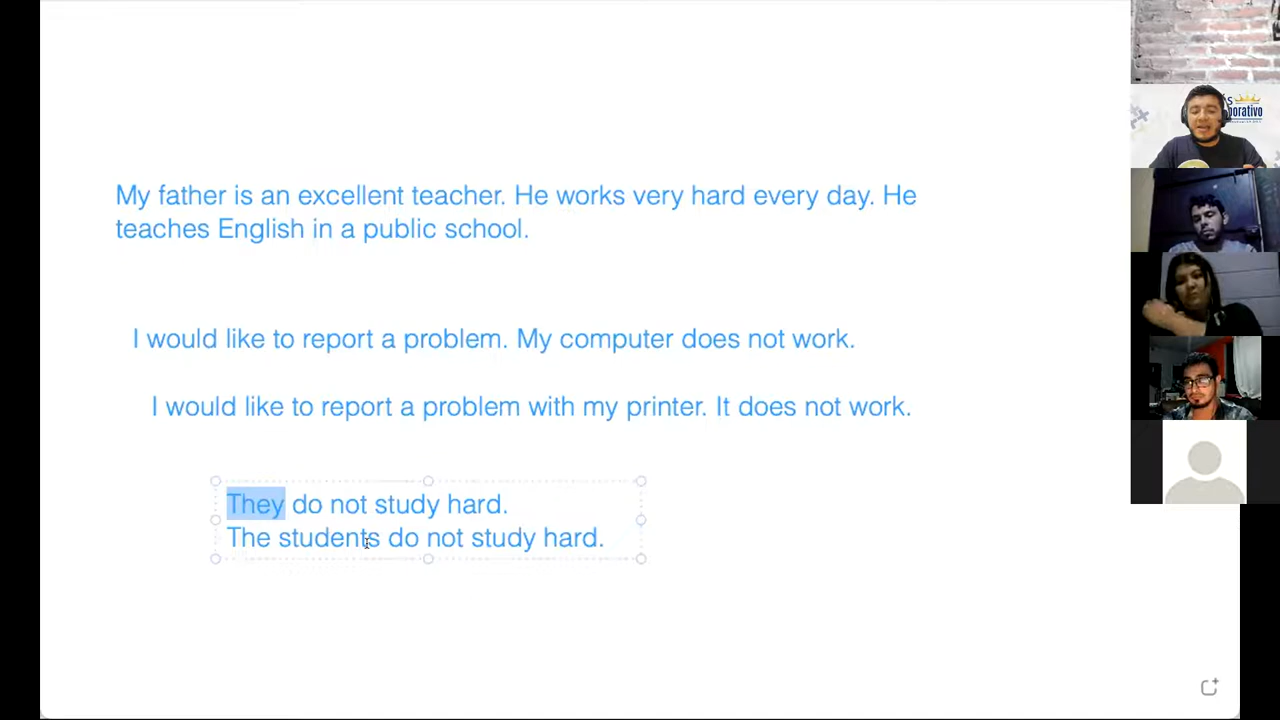 My father is an excellent teacher. He works very hard every day. He
teaches English in a public school.
I would like to report a problem. My computer does not work.
I would like to report a problem with my printer. It does not work.
They do not study hard.
The students do not study hard.